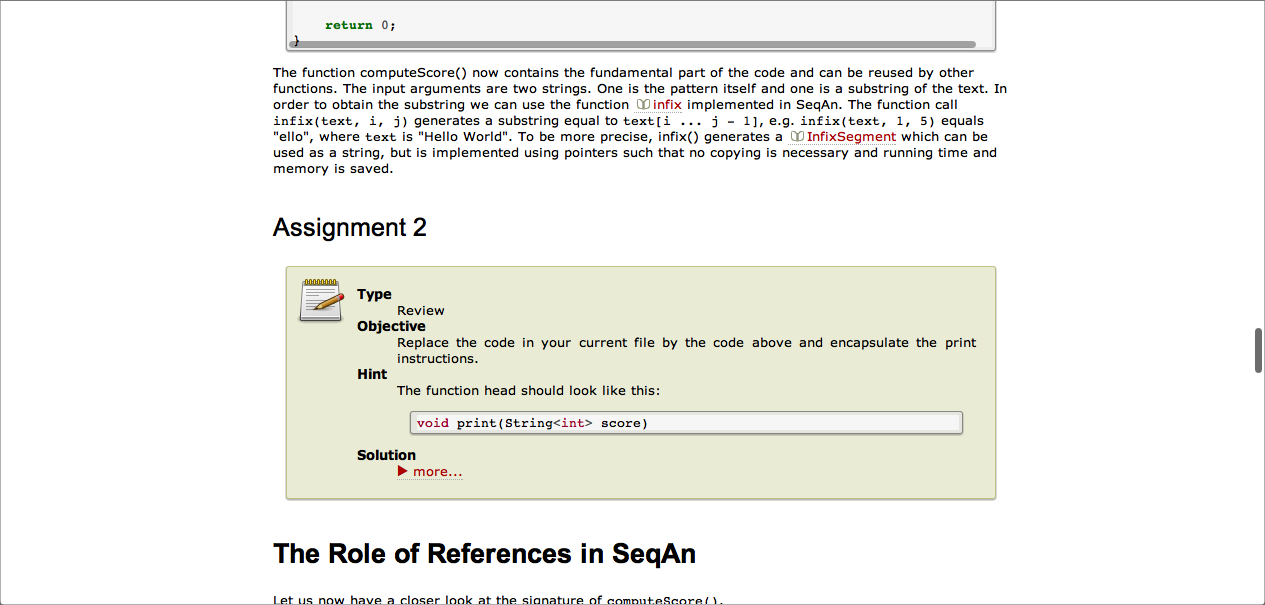 return 0;
}
The function computeScore() now contains the fundamental part of the code and can be reused by other
functions. The input arguments are two strings. One is the pattern itself and one is a substring of the text. In
order to obtain the substring we can use the function infix implemented in SeqAn. The function call
infix(text, i, j) generates a substring equal to text[i ... j - 1], e.g. infix(text, 1, 5) equals
"ello", where text is "Hello World". To be more precise, infix() generates a InfixSegment which can be
used as a string, but is implemented using pointers such that no copying is necessary and running time and
memory is saved.
Assignment 2
Type
Review
Objective
Replace the code in your current file by the code above and encapsulate the print
instructions.
Hint
The function head should look like this:
void print(String<int> score)
Solution
more...
The Role of References in SeqAn
Let us now have a closer look at the signature of computeScore().